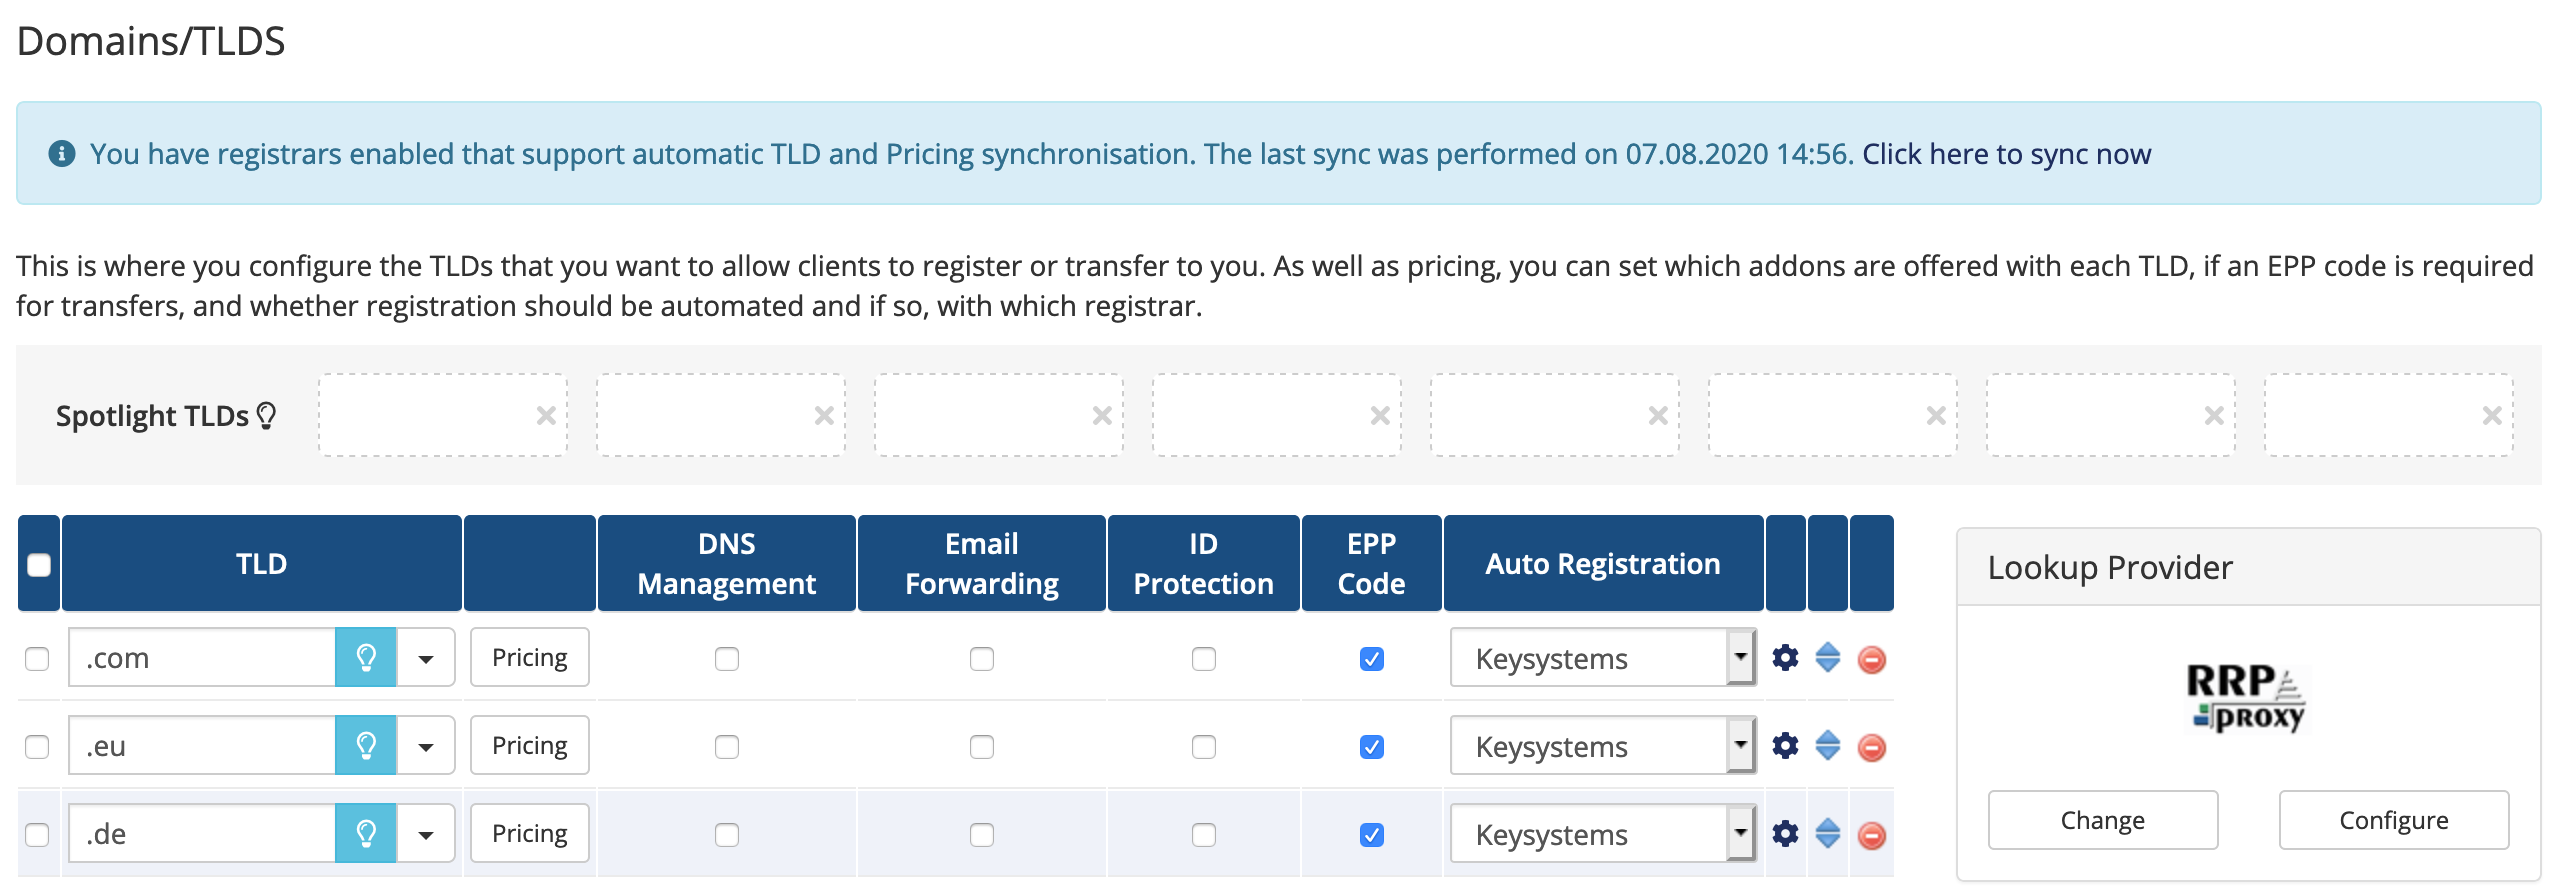 Domains/TLDS
You have registrars enabled that support automatic TLD and Pricing synchronisation. The last sync was performed on 07.08.2020 14:56. Click here to sync now
This is where you configure the TLDs that you want to allow clients to register or transfer to you. As well as pricing, you can set which addons are offered with each TLD, if an EPP code is required
for transfers, and whether registration should be automated and if so, with which registrar.
Spotlight TLDs
TLD DNS Management Email Forwarding ID Protection EPP Code Auto Registration
.com Pricing Keysystems
.eu Pricing Keysystems
.de Pricing Keysystems
Lookup Provider
RRP
PROXY
Change Configure